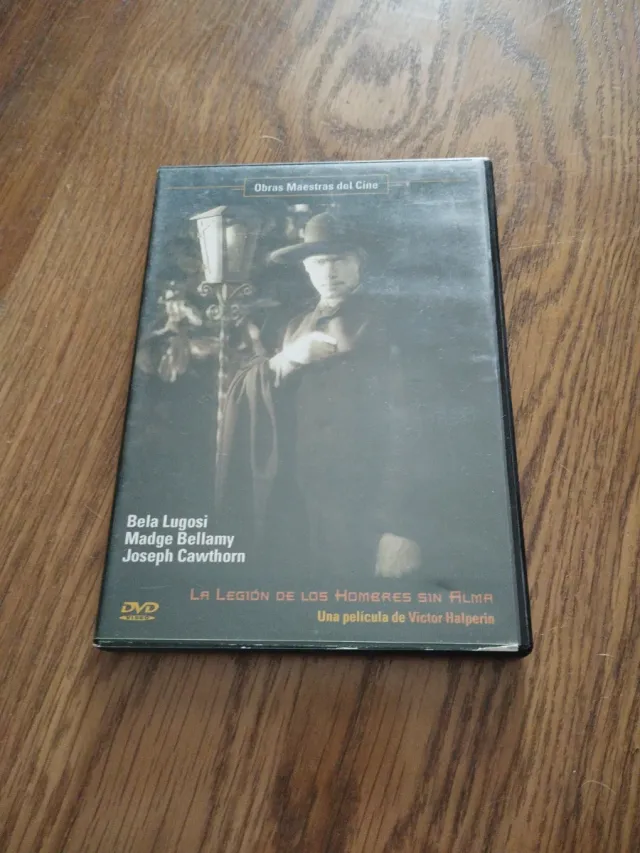 Obras Maestras del Cine
Bela Lugosi
Madge Bellamy
Joseph Cawthorn
La Legión de los Hombres sin Alma
DVD
VIDEO
Una película de Victor Halperin